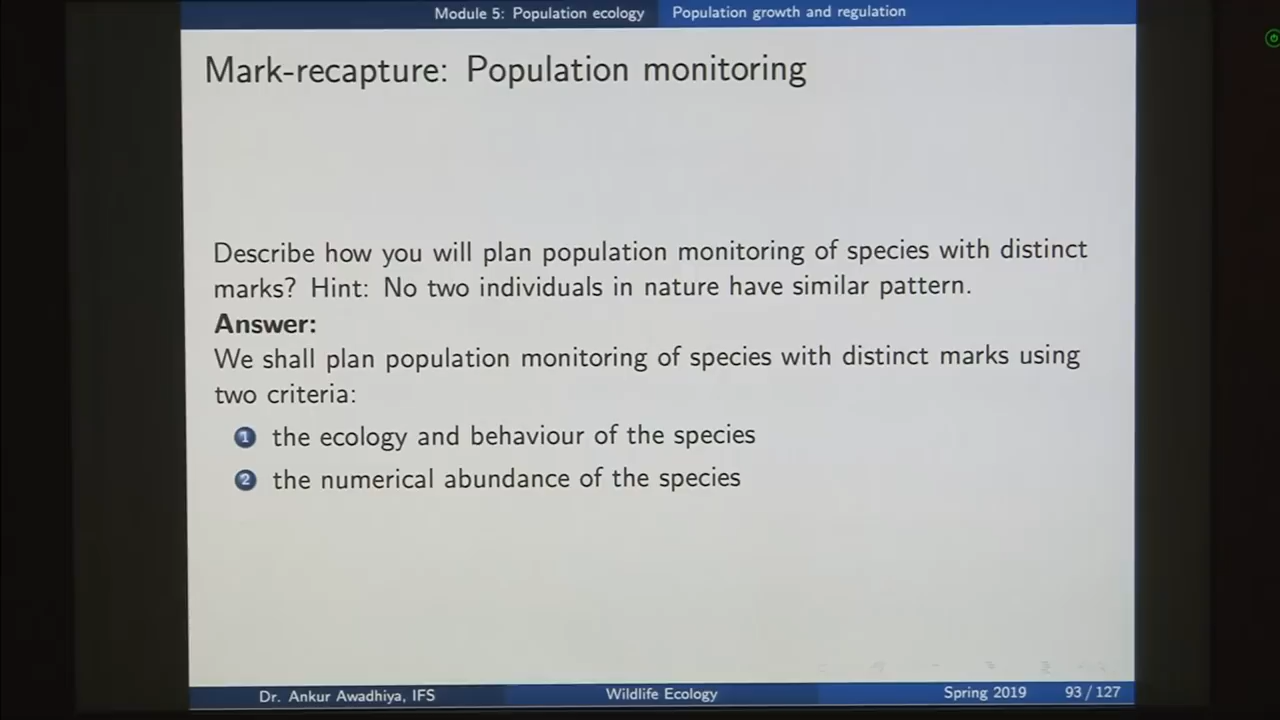 Module 5: Population ecology Population growth and regulation
Mark-recapture: Population monitoring
Describe how you will plan population monitoring of species with distinct
marks? Hint: No two individuals in nature have similar pattern.
Answer:
We shall plan population monitoring of species with distinct marks using
two criteria:
1 the ecology and behaviour of the species
2 the numerical abundance of the species
Dr. Ankur Awadhiya, IFS Wildlife Ecology Spring 2019 93 / 127